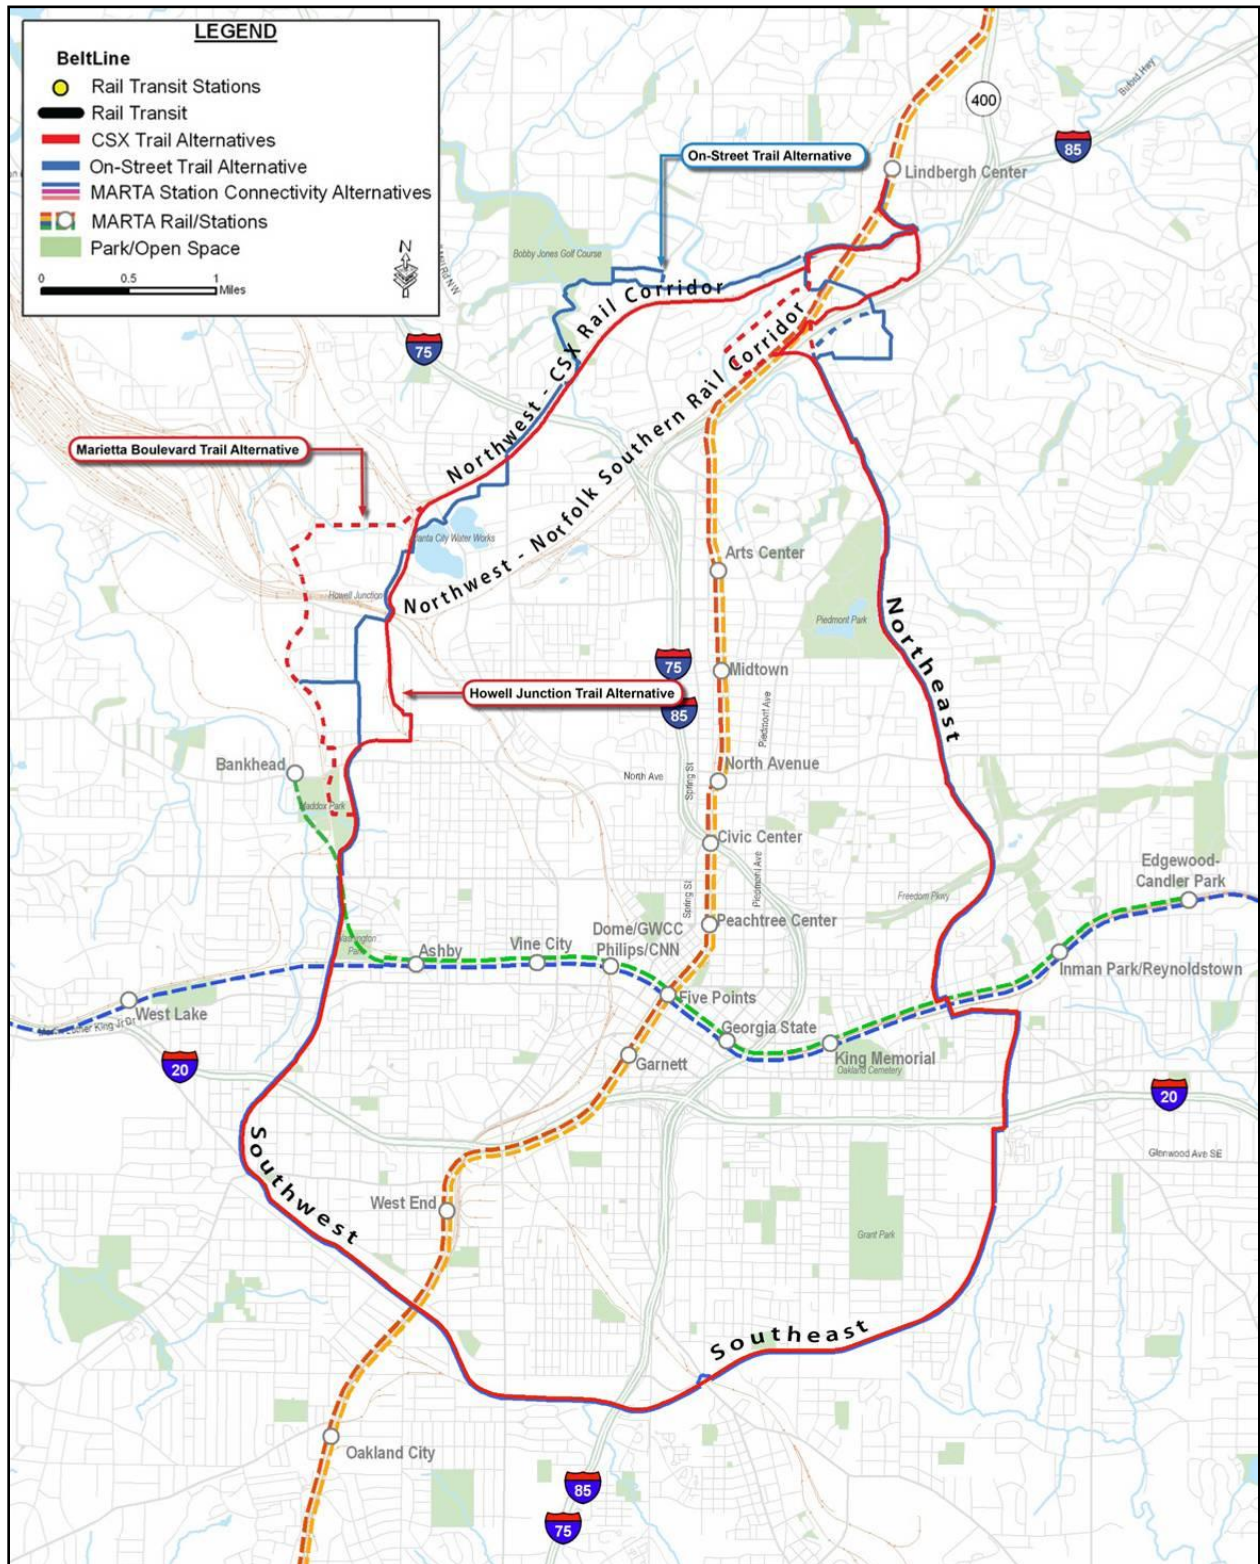 LEGEND
BeltLine
Rail Transit Stations
Rail Transit
CSX Trail Alternatives
On-Street Trail Alternative
MARTA Station Connectivity Alternatives
MARTA Rail/Stations
Park/Open Space
N
0 0.5 1
Miles
400
Buford Hwy
85
On-Street Trail Alternative
Lindbergh Center
Bobby Jones Golf Course
75
Northwest - CSX Rail Corridor
Northwest - Norfolk Southern Rail Corridor
Marietta Boulevard Trail Alternative
City Water Works
Arts Center
Howell Junction
Piedmont Park
Northeast
75
Midtown
Howell Junction Trail Alternative
85
Piedmont Ave
Bankhead
North Ave
Spring St
North Avenue
Maddox Park
Civic Center
Piedmont Ave
Edgewood-
Candler Park
Spring St
Freedom Pkwy
Peachtree Center
Dome/GWCC
Philips/CNN
Vine City
Ashby
Inman Park/Reynoldstown
Five Points
West Lake
Georgia State
King Memorial
Oakland Cemetery
Garnett
20
20
Southwest
Glenwood Ave SE
West End
Grant Park
Southeast
Oakland City
85
75